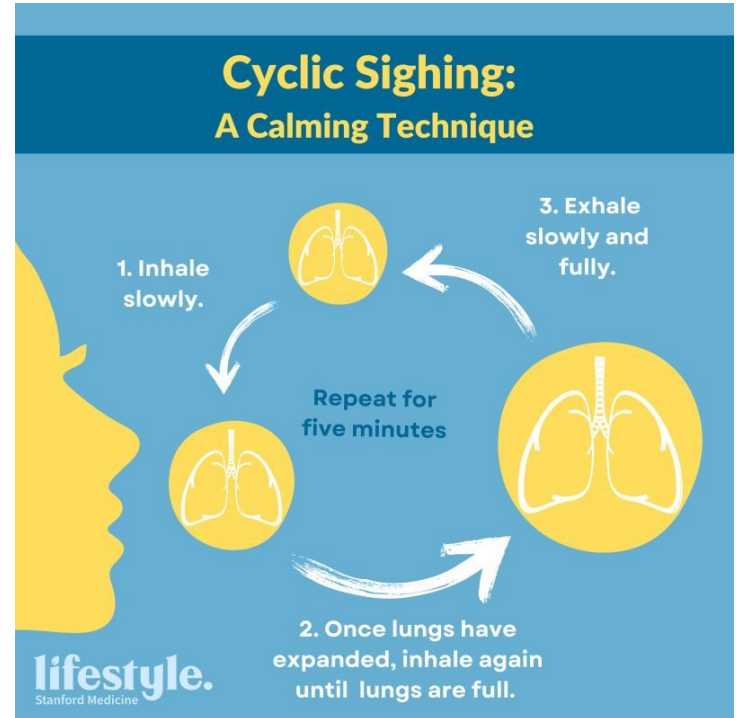 Cyclic Sighing:
A Calming Technique
1. Inhale
slowly.
2. Once lungs have
expanded, inhale again
until lungs are full.
3. Exhale
slowly and
fully.
Repeat for
five minutes
lifestyle.
Stanford Medicine